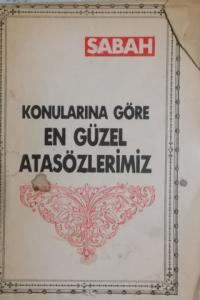 SABAH
KONULARINA GÖRE
EN GÜZEL
ATASÖZLERİMİZ